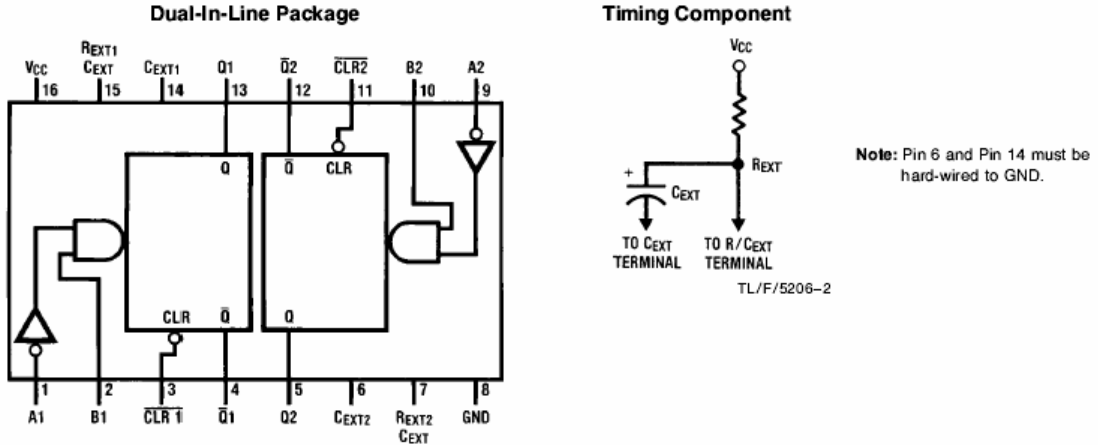 Dual-In-Line Package
Timing Component
REXT1
VCC CEXT CEXT1 Q1 Q̅2 C̅L̅R̅2̅ B2 A2
16 15 14 13 12 11 10 9
Q Q̅ CLR
CLR Q̅ Q
1 2 3 4 5 6 7 8
A1 B1 C̅L̅R̅ ̅1̅ Q̅1 Q2 CEXT2 REXT2 GND
CEXT
VCC
REXT
+
CEXT
TO CEXT TO R/CEXT
TERMINAL TERMINAL
TL/F/5206–2
Note: Pin 6 and Pin 14 must be
hard-wired to GND.